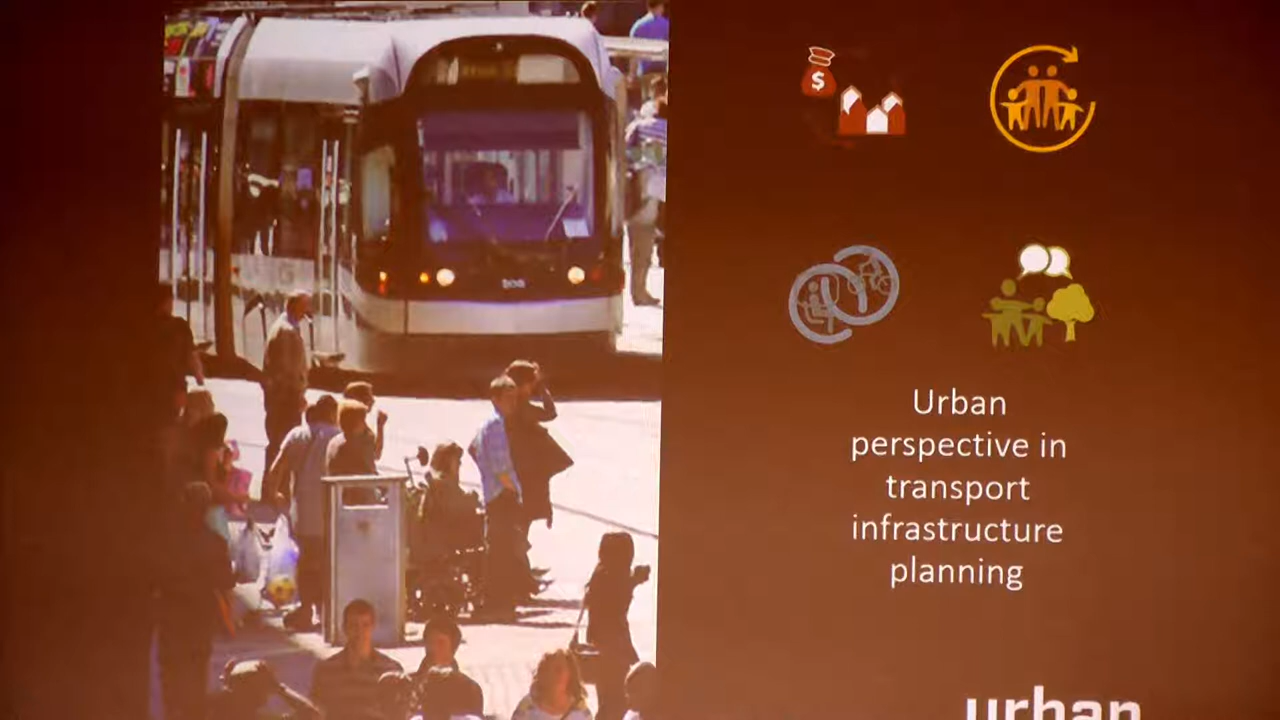 $
Urban
perspective in
transport
infrastructure
planning
urban